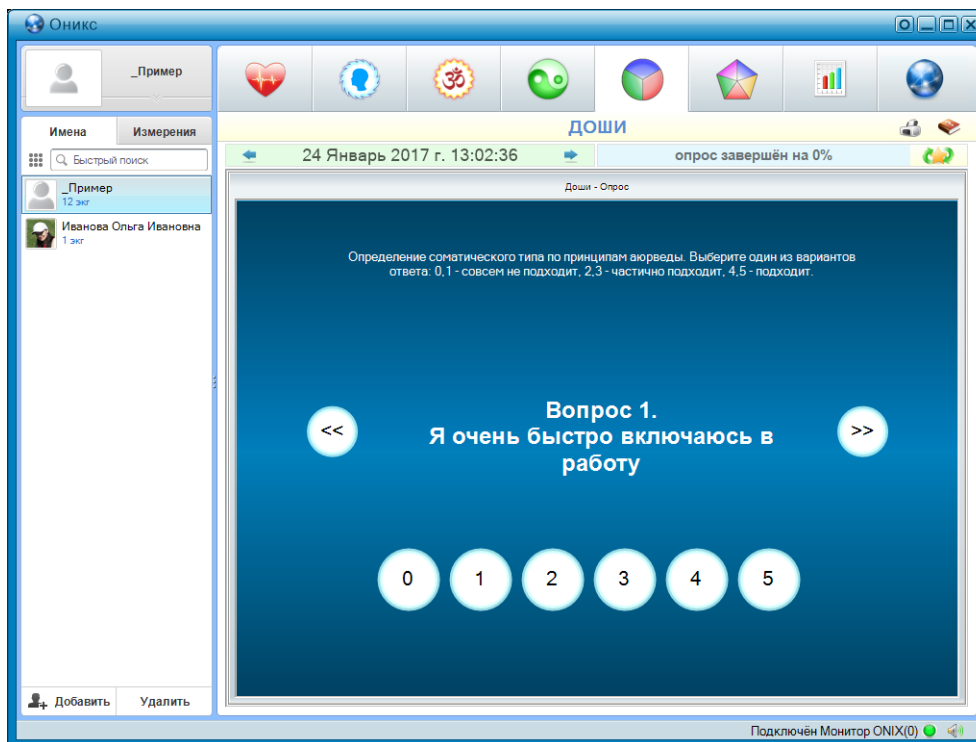 Оникс
_Пример
Имена
Измерения
Быстрый поиск
_Пример
12 экг
Иванова Ольга Ивановна
1 экг
Добавить
Удалить
ॐ
ДОШИ
24 Январь 2017 г. 13:02:36
опрос завершён на 0%
Доши - Опрос
Определение соматического типа по принципам аюрведы. Выберите один из вариантов
ответа: 0,1 - совсем не подходит, 2,3 - частично подходит, 4,5 - подходит.
Вопрос 1.
<<
Я очень быстро включаюсь в
>>
работу
0 1 2 3 4 5
Подключён Монитор ONIX(0)